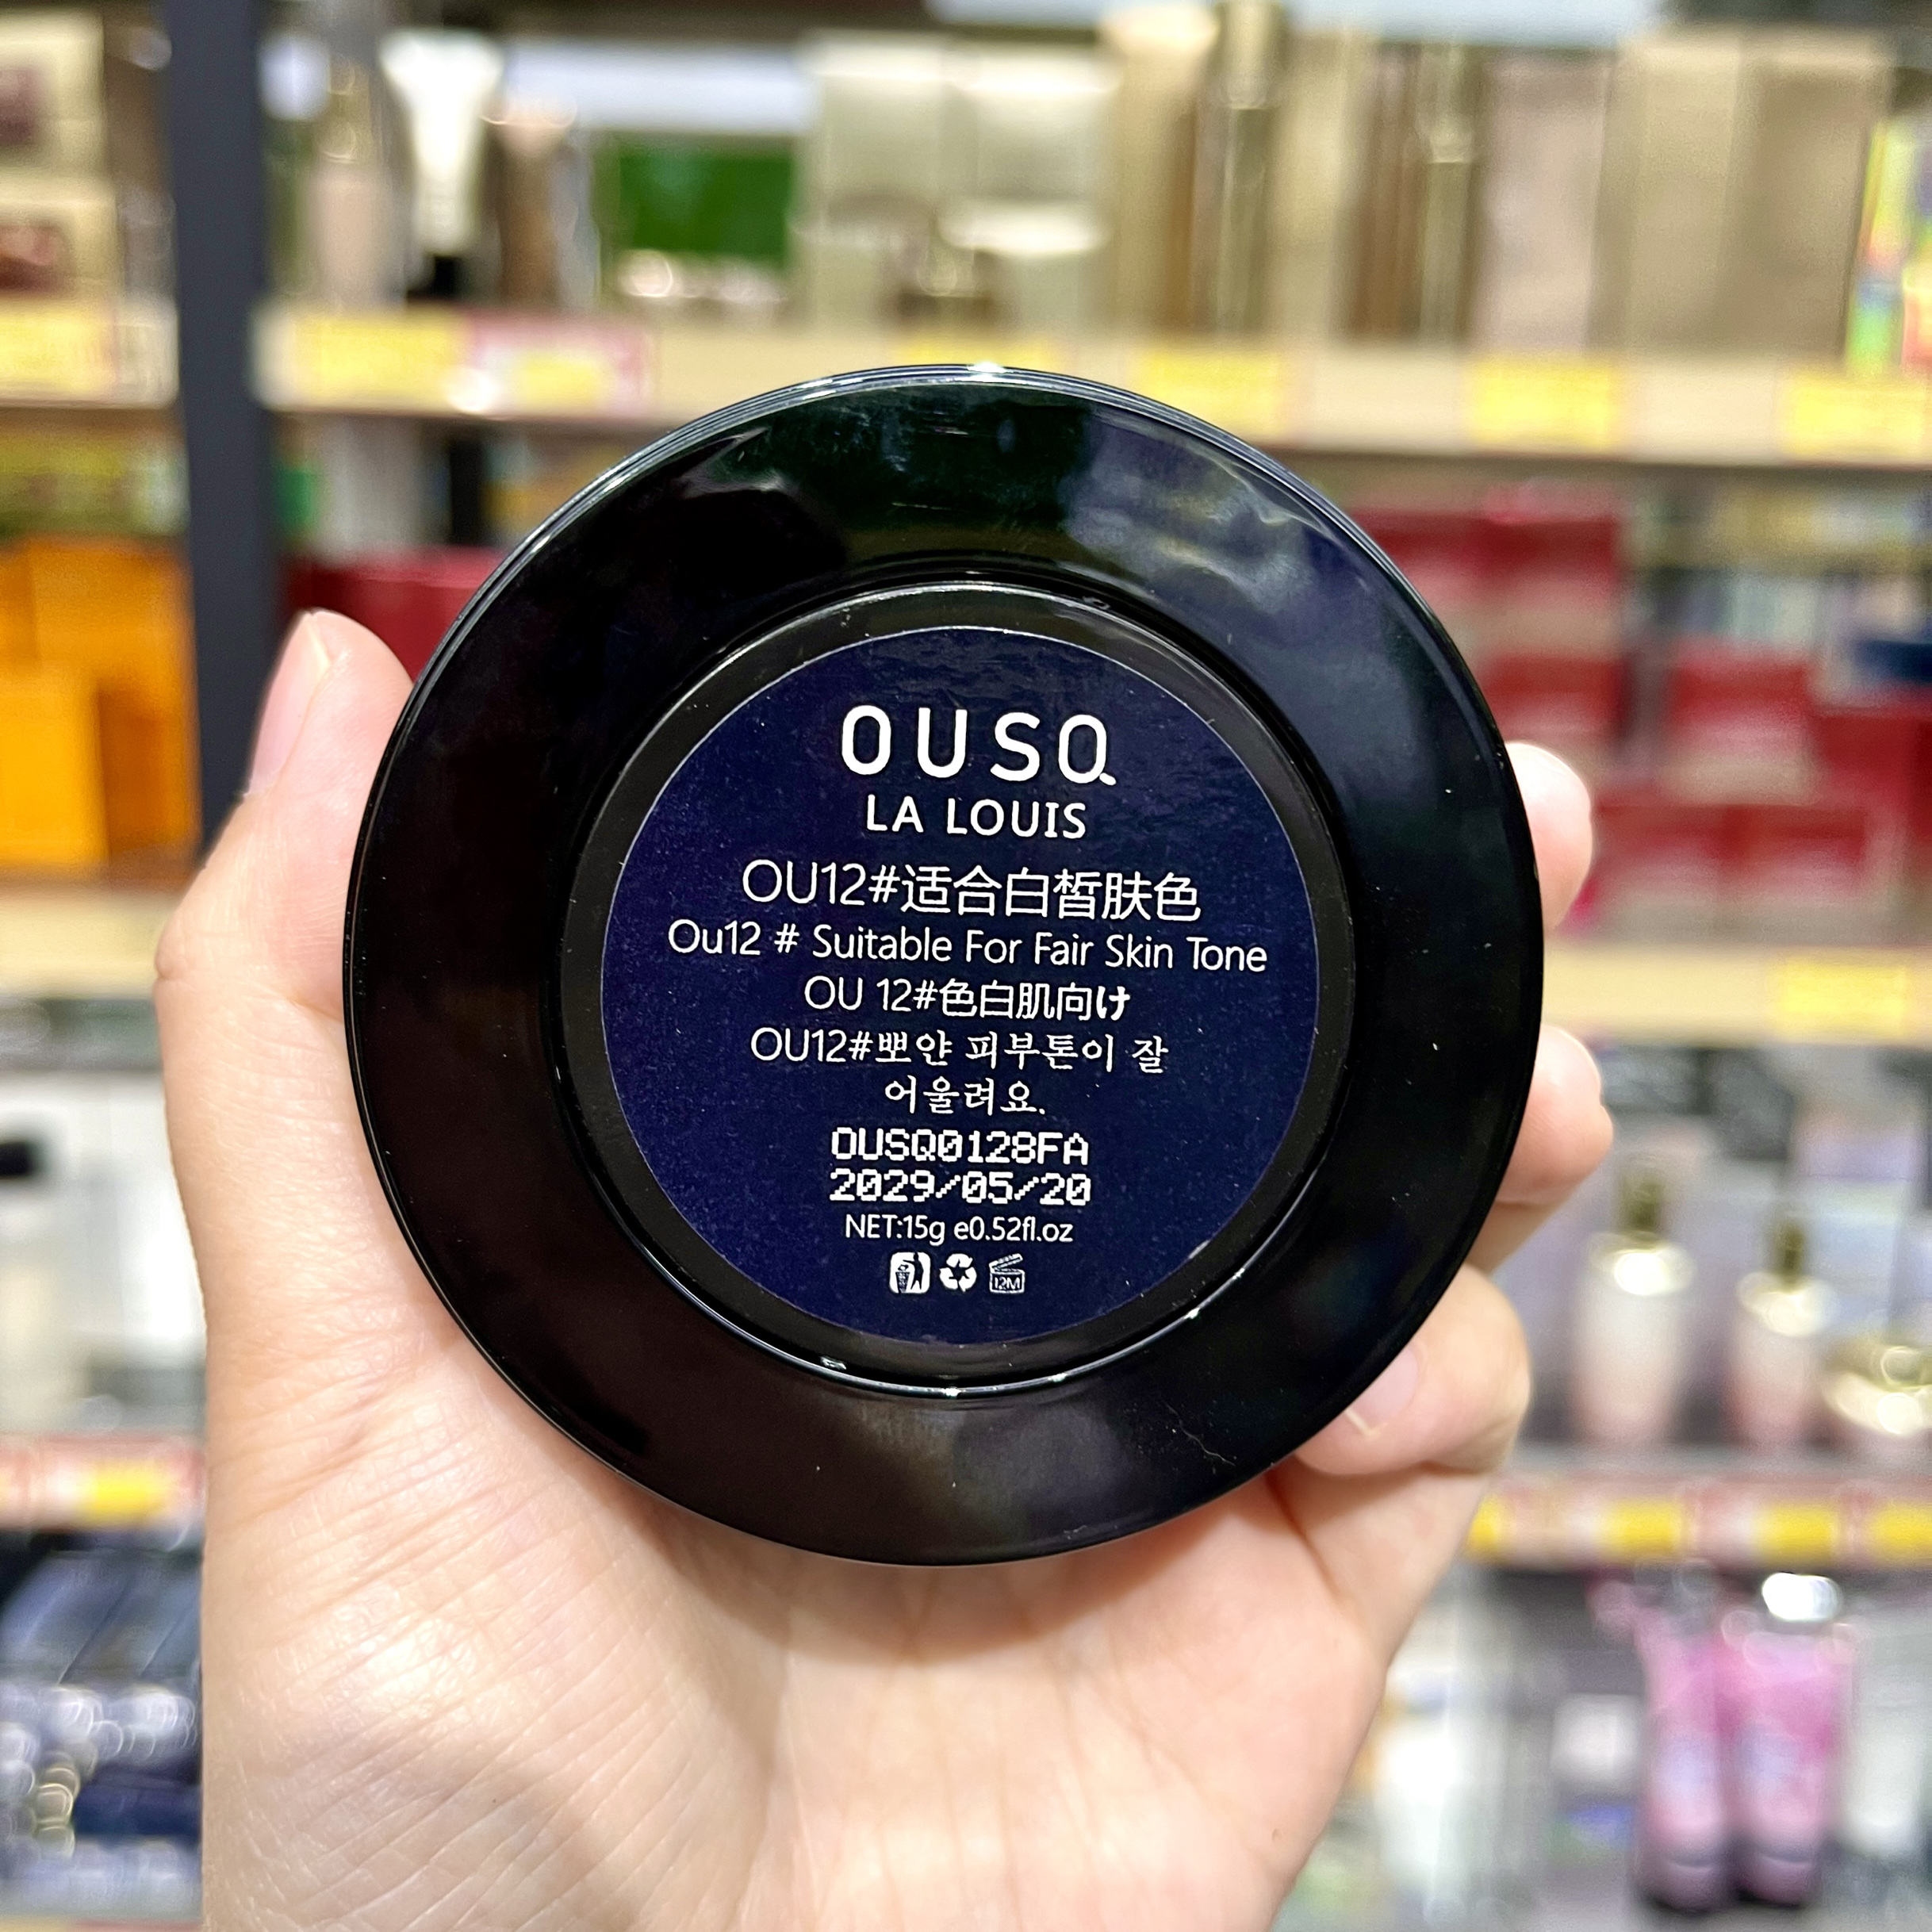 OUSQ
LA LOUIS
OU12#适合白皙肤色
Ou12 # Suitable For Fair Skin Tone
OU 12#色白肌向け
OU12#뽀얀 피부톤이 잘
어울려요.
OUSQ0128FA
2029/05/20
NET:15g e0.52fl.oz
12M